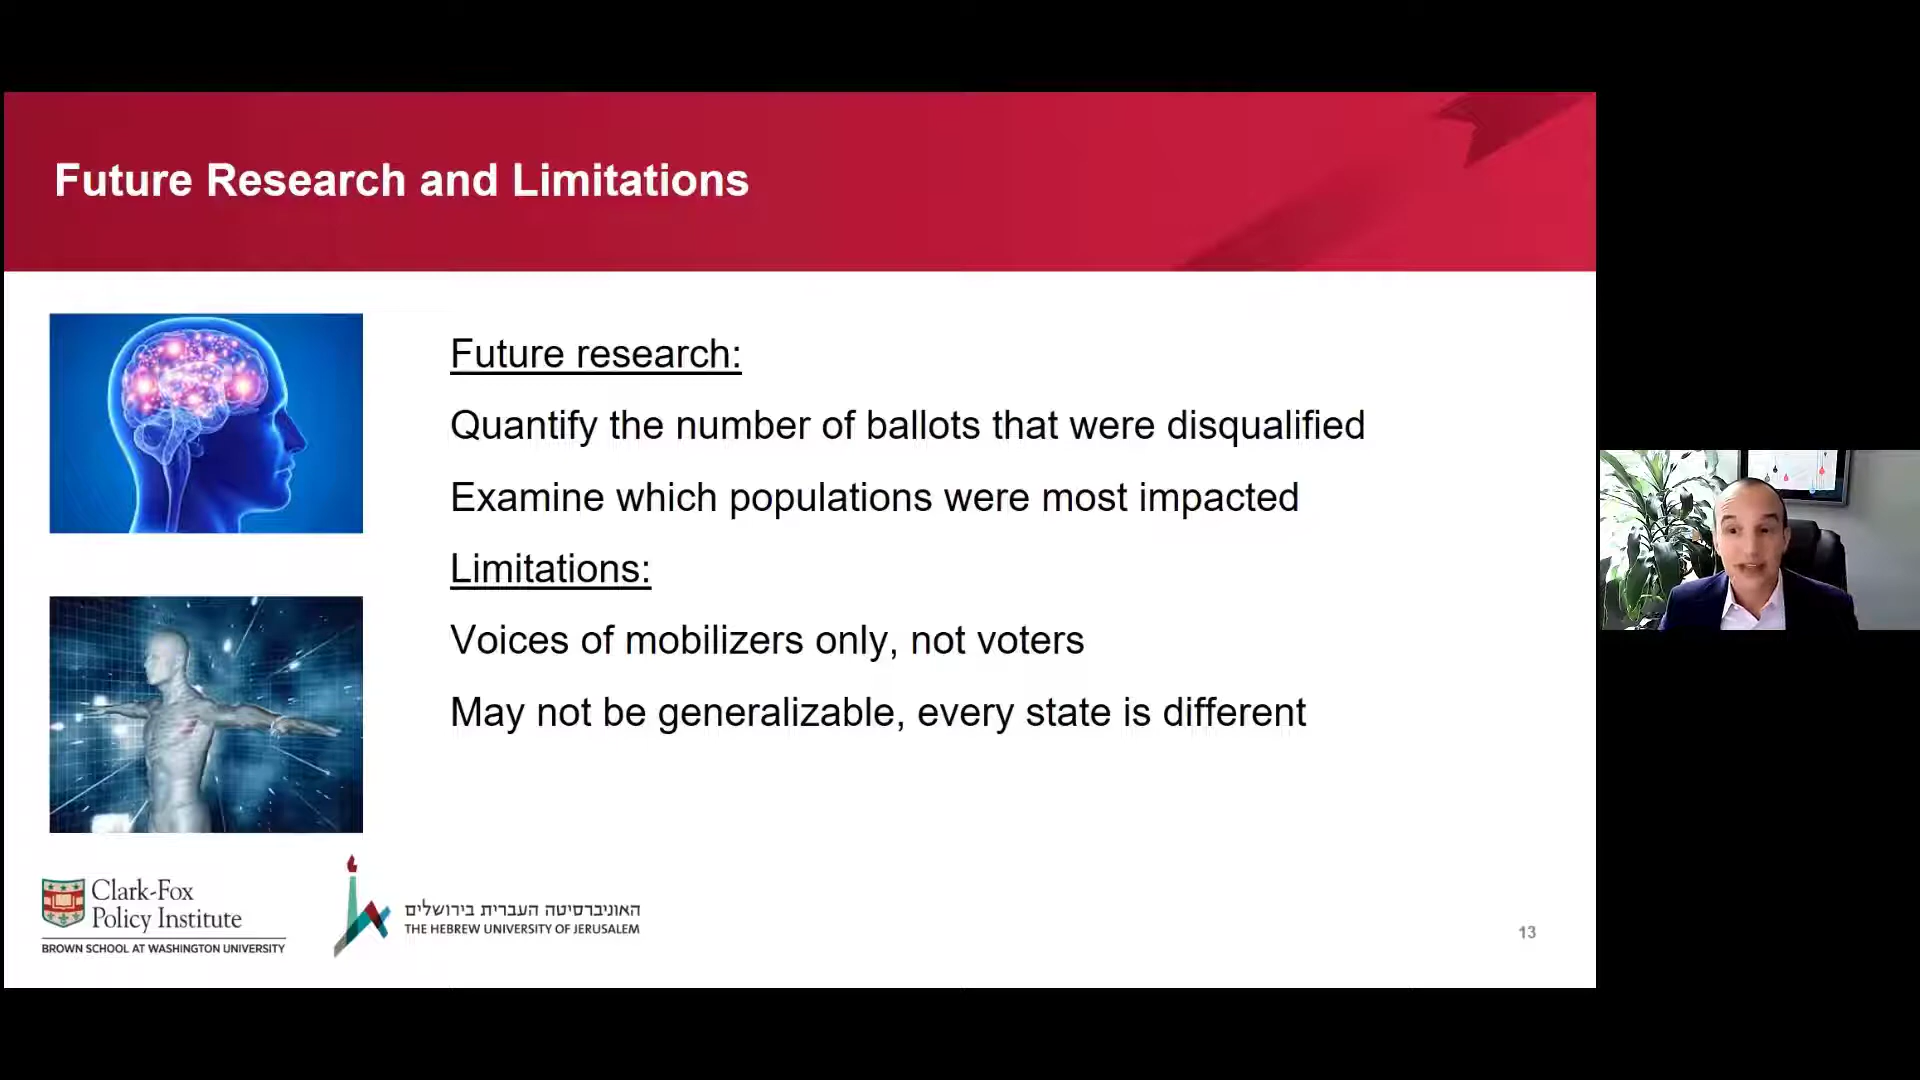 Future Research and Limitations
Future research:
Quantify the number of ballots that were disqualified
Examine which populations were most impacted
Limitations:
Voices of mobilizers only, not voters
May not be generalizable, every state is different
Clark-Fox
Policy Institute
BROWN SCHOOL AT WASHINGTON UNIVERSITY
האוניברסיטה העברית בירושלים
THE HEBREW UNIVERSITY OF JERUSALEM
13